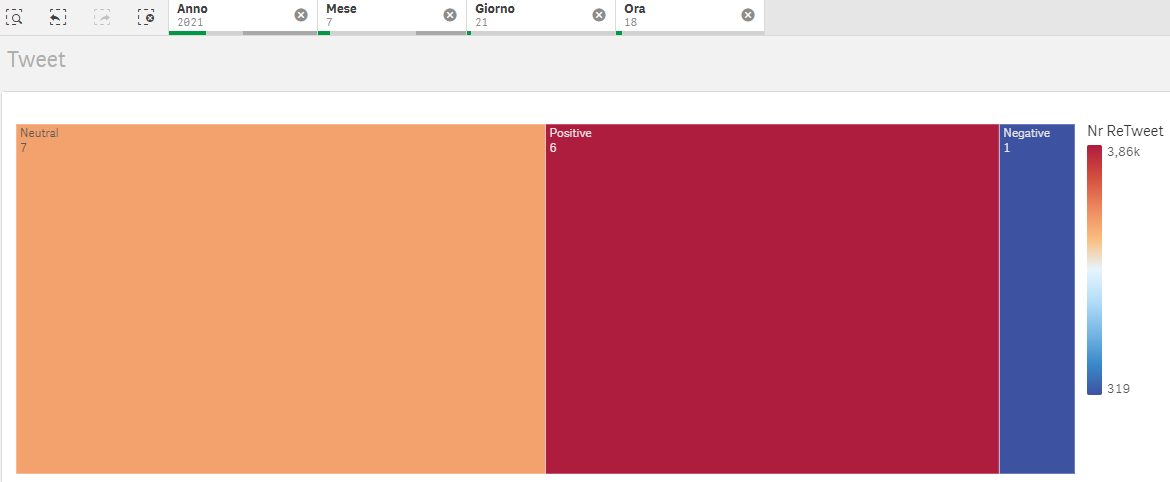 Anno
2021
Mese
7
Giorno
21
Ora
18
Tweet
Neutral
7
Positive
6
Negative
1
Nr ReTweet
3,86k
319